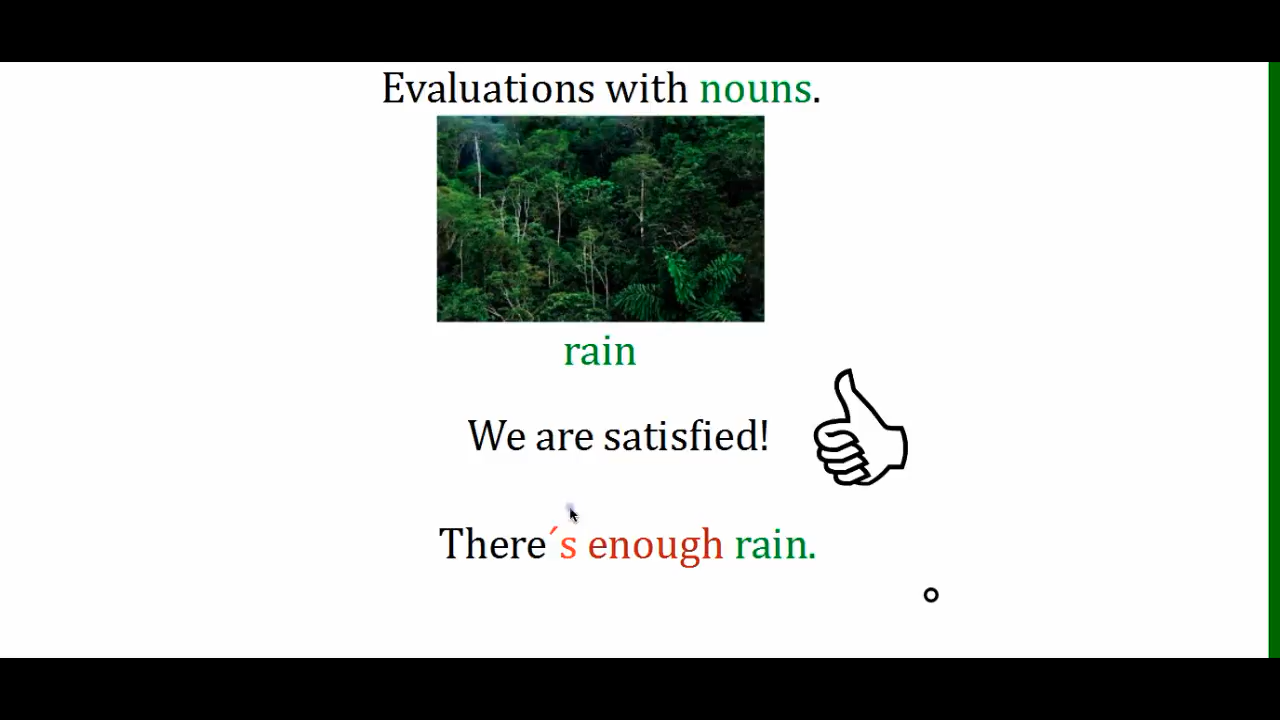 Evaluations with nouns.
rain
We are satisfied!
There´s enough rain.